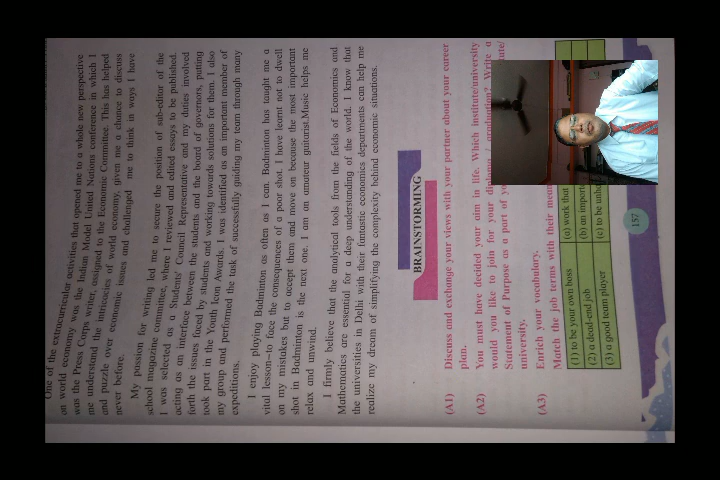 One of the extracurricular activities that opened me to a whole new perspective
on world economy was the Indian Model United Nations conference in which I
was the Press Corps writer, assigned to the Economic Committee. This has helped
me understand the intricacies of world economy, given me a chance to discuss
and puzzle over economic issues and challenged me to think in ways I have
never before.
My passion for writing led me to secure the position of sub-editor of the
school magazine committee, where I reviewed and edited essays to be published.
I was selected as a Students' Council Representative and my duties involved
acting as an interface between the students and the board of governors, putting
forth the issues faced by students and working towards solutions for them. I also
took part in the Youth Icon Awards. I was identified as an important member of
my group and performed the task of successfully guiding my team through many
expeditions.
I enjoy playing Badminton as often as I can. Badminton has taught me a
vital lesson–to face the consequences of a poor shot. I have learnt not to dwell
on my mistakes but to accept them and move on because the most important
shot in Badminton is the next one. I am an amateur guitarist.Music helps me
relax and unwind.
I firmly believe that the analytical tools from the fields of Economics and
Mathematics are essential for a deep understanding of the world. I know that
the universities in Delhi with their fantastic economics departments can help me
realize my dream of simplifying the complexity behind economic situations.
BRAINSTORMING
(A1) Discuss and exchange your views with your partner about your career
plan.
(A2) You must have decided your aim in life. Which institute/university
would you like to join for your diploma / graduation? Write a
Statement of Purpose as a part of
university.
(A3) Enrich your vocabulary.
Match the job terms with their
(1) to be your own boss (a) work that
(2) a dead-end job (b) an
(3) a good team player (c) to be
157